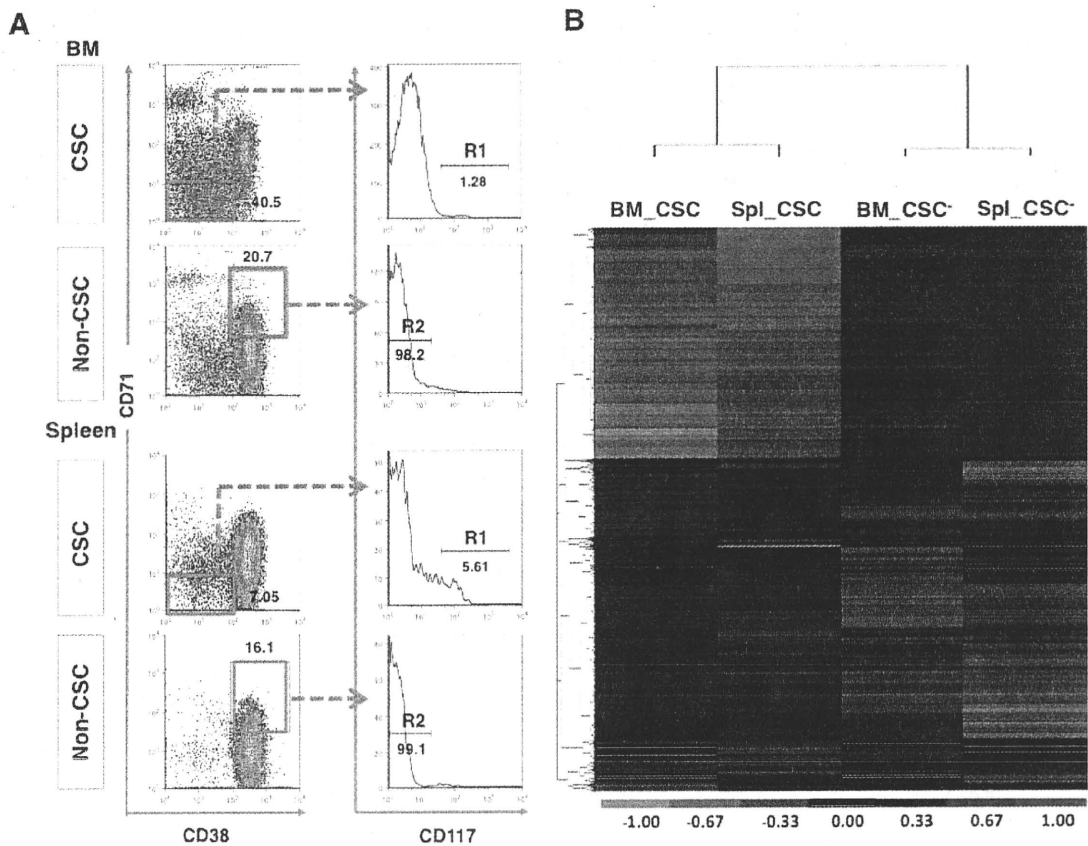 A
BM
CSC
40.5
R1
1.28
Non-CSC
20.7
R2
98.2
CD71
Spleen
CSC
7.05
R1
5.61
Non-CSC
16.1
R2
99.1
CD38
CD117
B
BM_CSC Spl_CSC BM_CSC- Spl_CSC-
-1.00 -0.67 -0.33 0.00 0.33 0.67 1.00